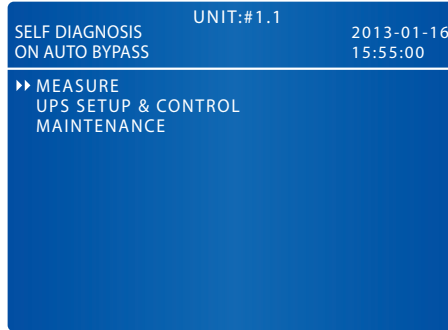 UNIT:#1.1
SELF DIAGNOSIS 2013-01-16
ON AUTO BYPASS 15:55:00
MEASURE
UPS SETUP & CONTROL
MAINTENANCE